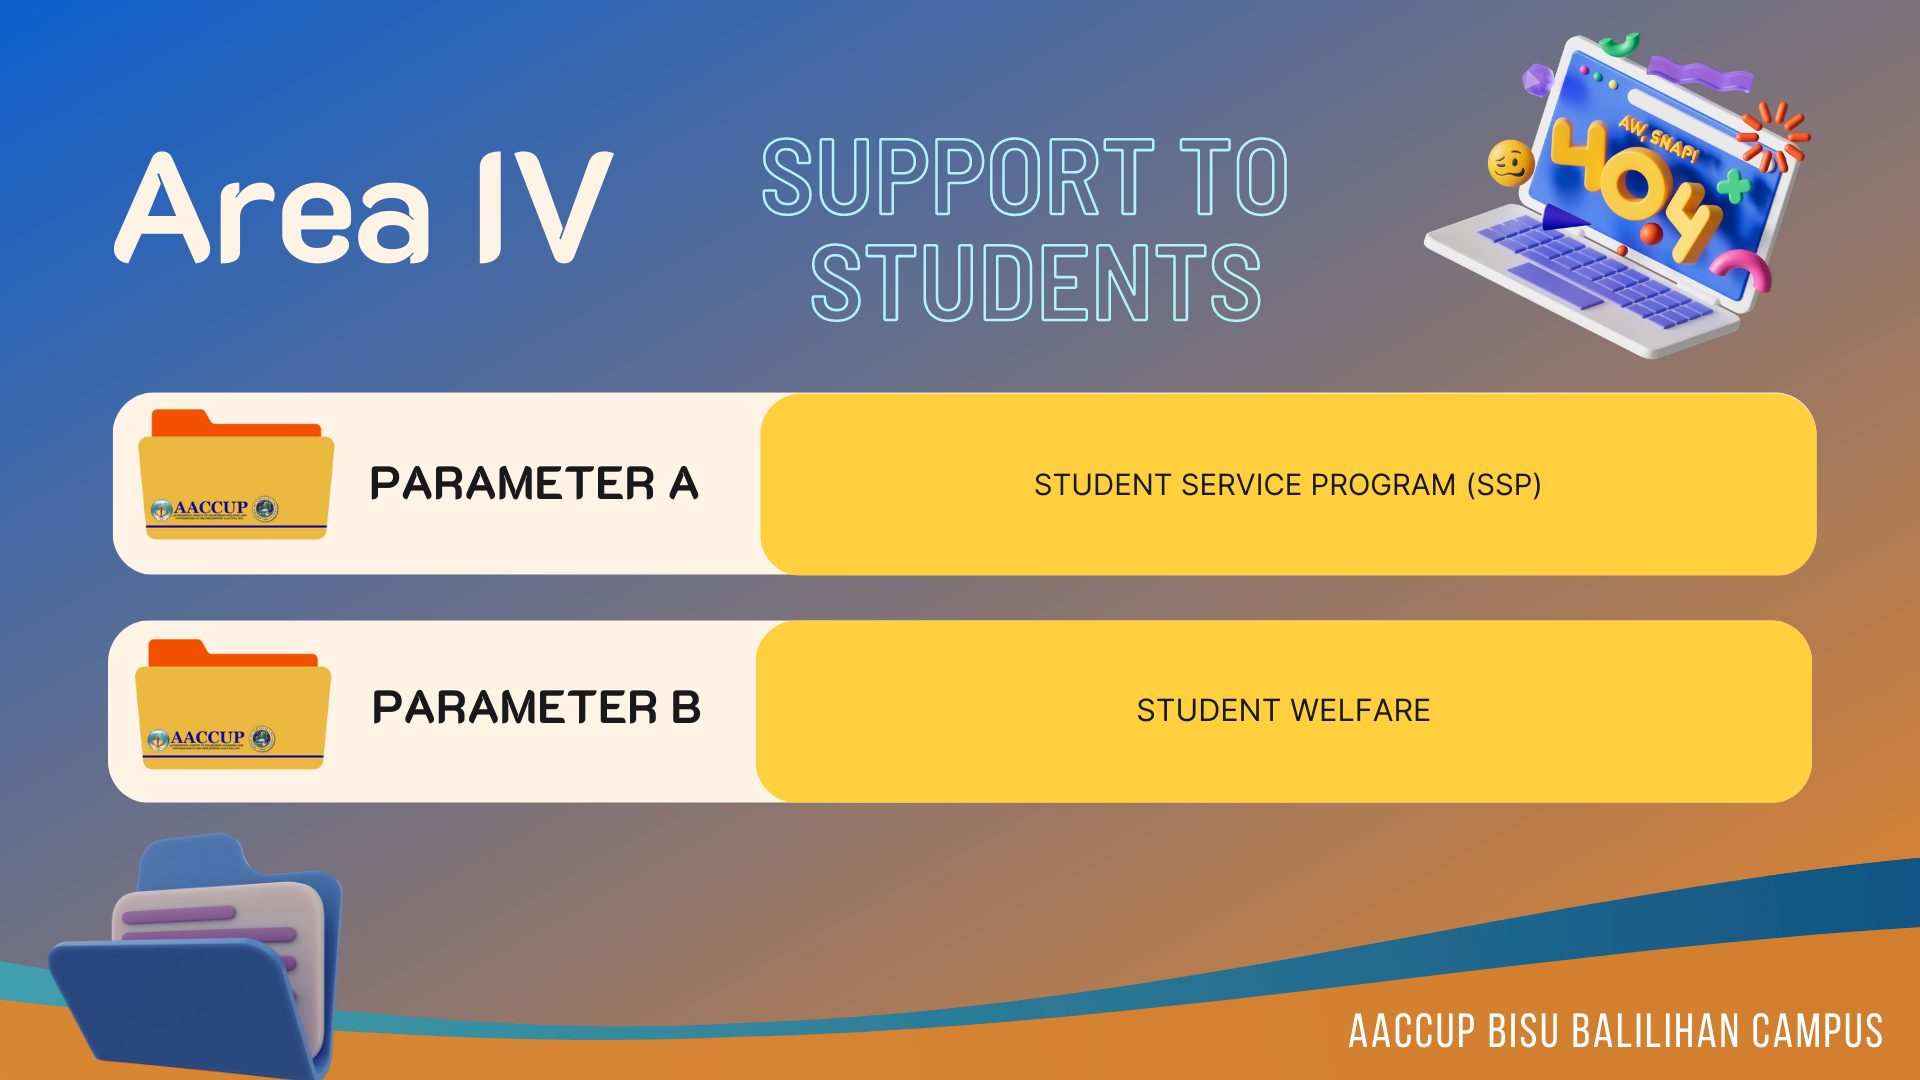 Area IV
SUPPORT TO
STUDENTS
AW, SNAP!
404
PARAMETER A
STUDENT SERVICE PROGRAM (SSP)
AACCUP
PARAMETER B
STUDENT WELFARE
AACCUP
AACCUP BISU BALILIHAN CAMPUS